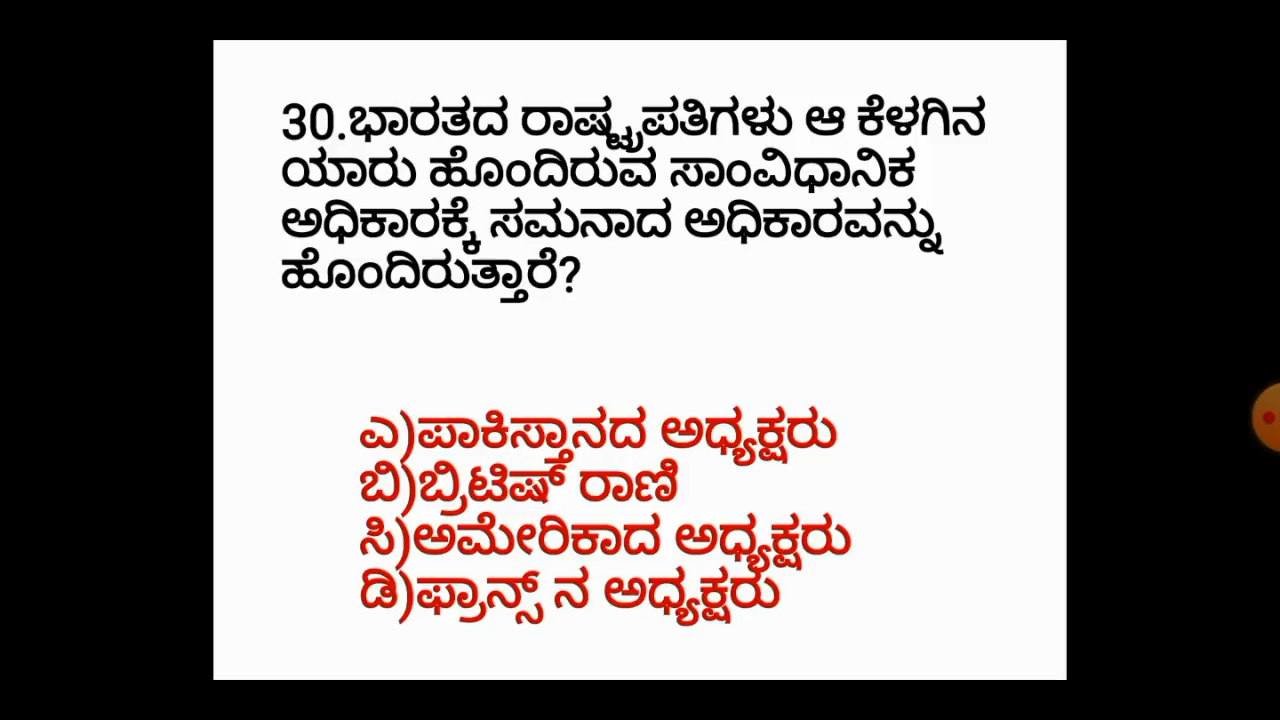 30.ಭಾರತದ ರಾಷ್ಟ್ರಪತಿಗಳು ಆ ಕೆಳಗಿನ
ಯಾರು ಹೊಂದಿರುವ ಸಾಂವಿಧಾನಿಕ
ಅಧಿಕಾರಕ್ಕೆ ಸಮನಾದ ಅಧಿಕಾರವನ್ನು
ಹೊಂದಿರುತ್ತಾರೆ?
ಎ)ಪಾಕಿಸ್ತಾನದ ಅಧ್ಯಕ್ಷರು
ಬಿ)ಬ್ರಿಟಿಷ್ ರಾಣಿ
ಸಿ)ಅಮೇರಿಕಾದ ಅಧ್ಯಕ್ಷರು
ಡಿ)ಫ್ರಾನ್ಸ್ ನ ಅಧ್ಯಕ್ಷರು